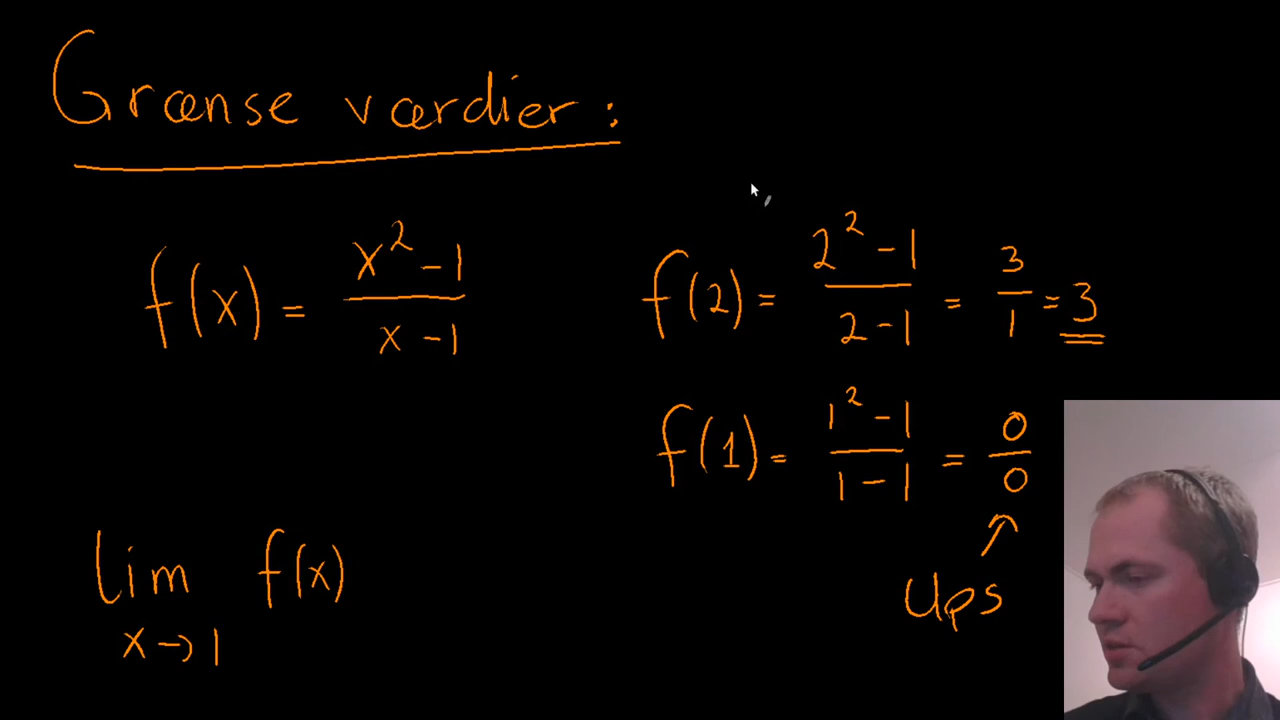 Grænse værdier:
f(x) = (x² - 1)/(x - 1)
f(2) = (2² - 1)/(2 - 1) = 3/1 = 3
f(1) = (1² - 1)/(1 - 1) = 0/0
Ups
lim x→1 f(x)